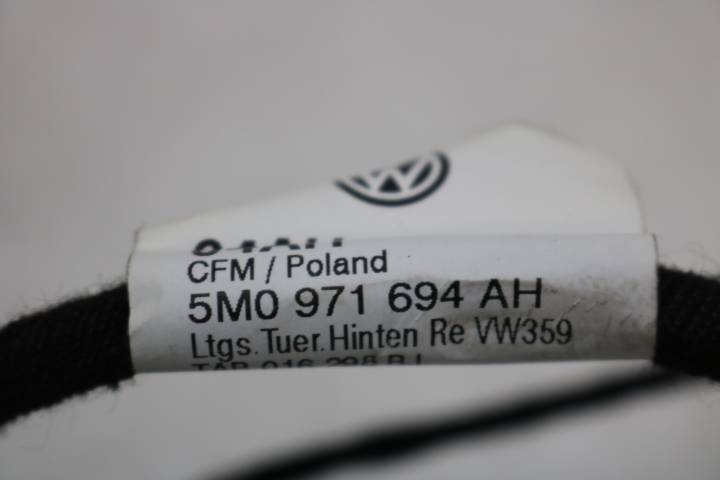 CFM / Poland
5M0 971 694 AH
Ltgs. Tuer. Hinten Re VW359